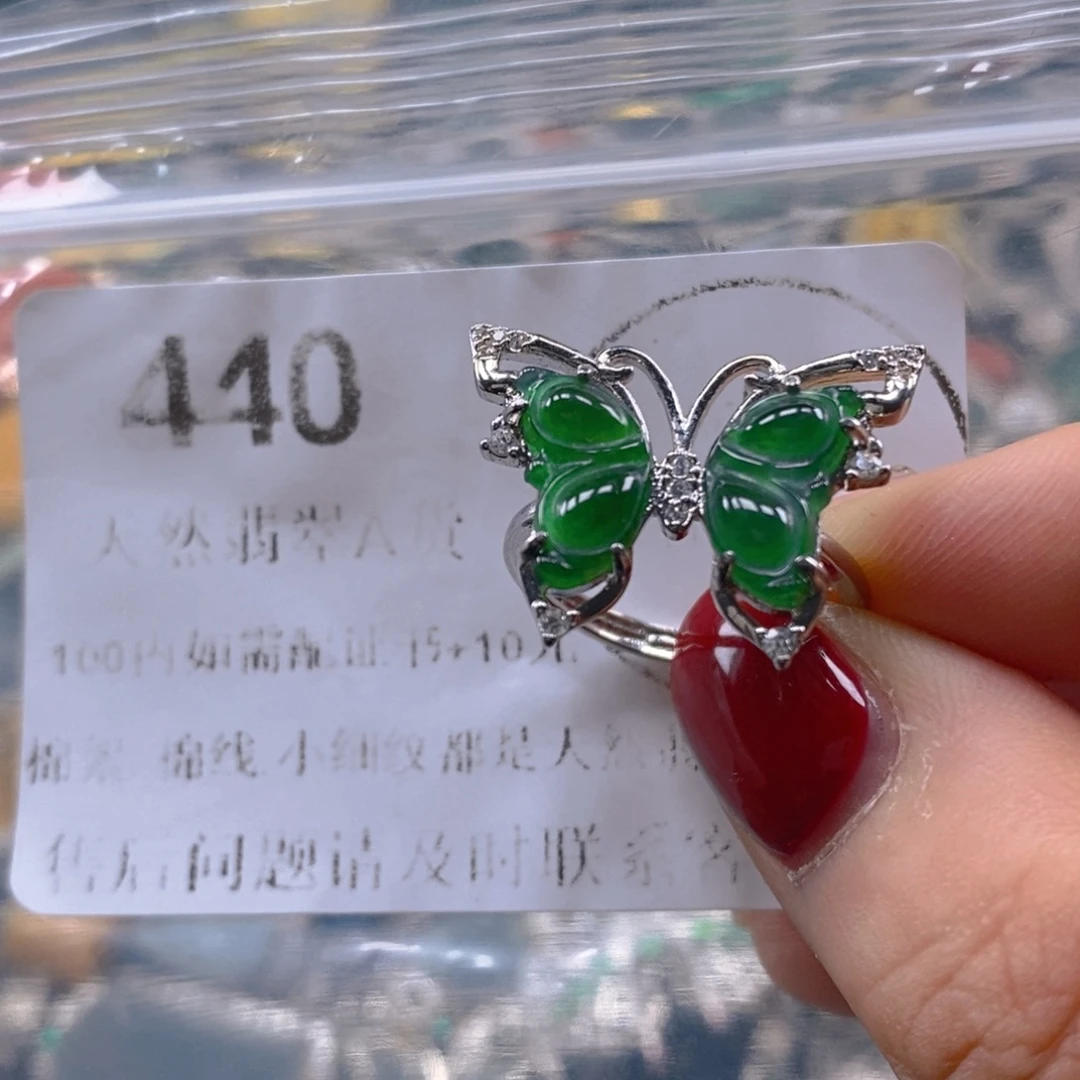 440
天然翡翠A货
100内如需配证书+10元
棉絮 棉线 小细纹都是天然
售后问题请及时联系客